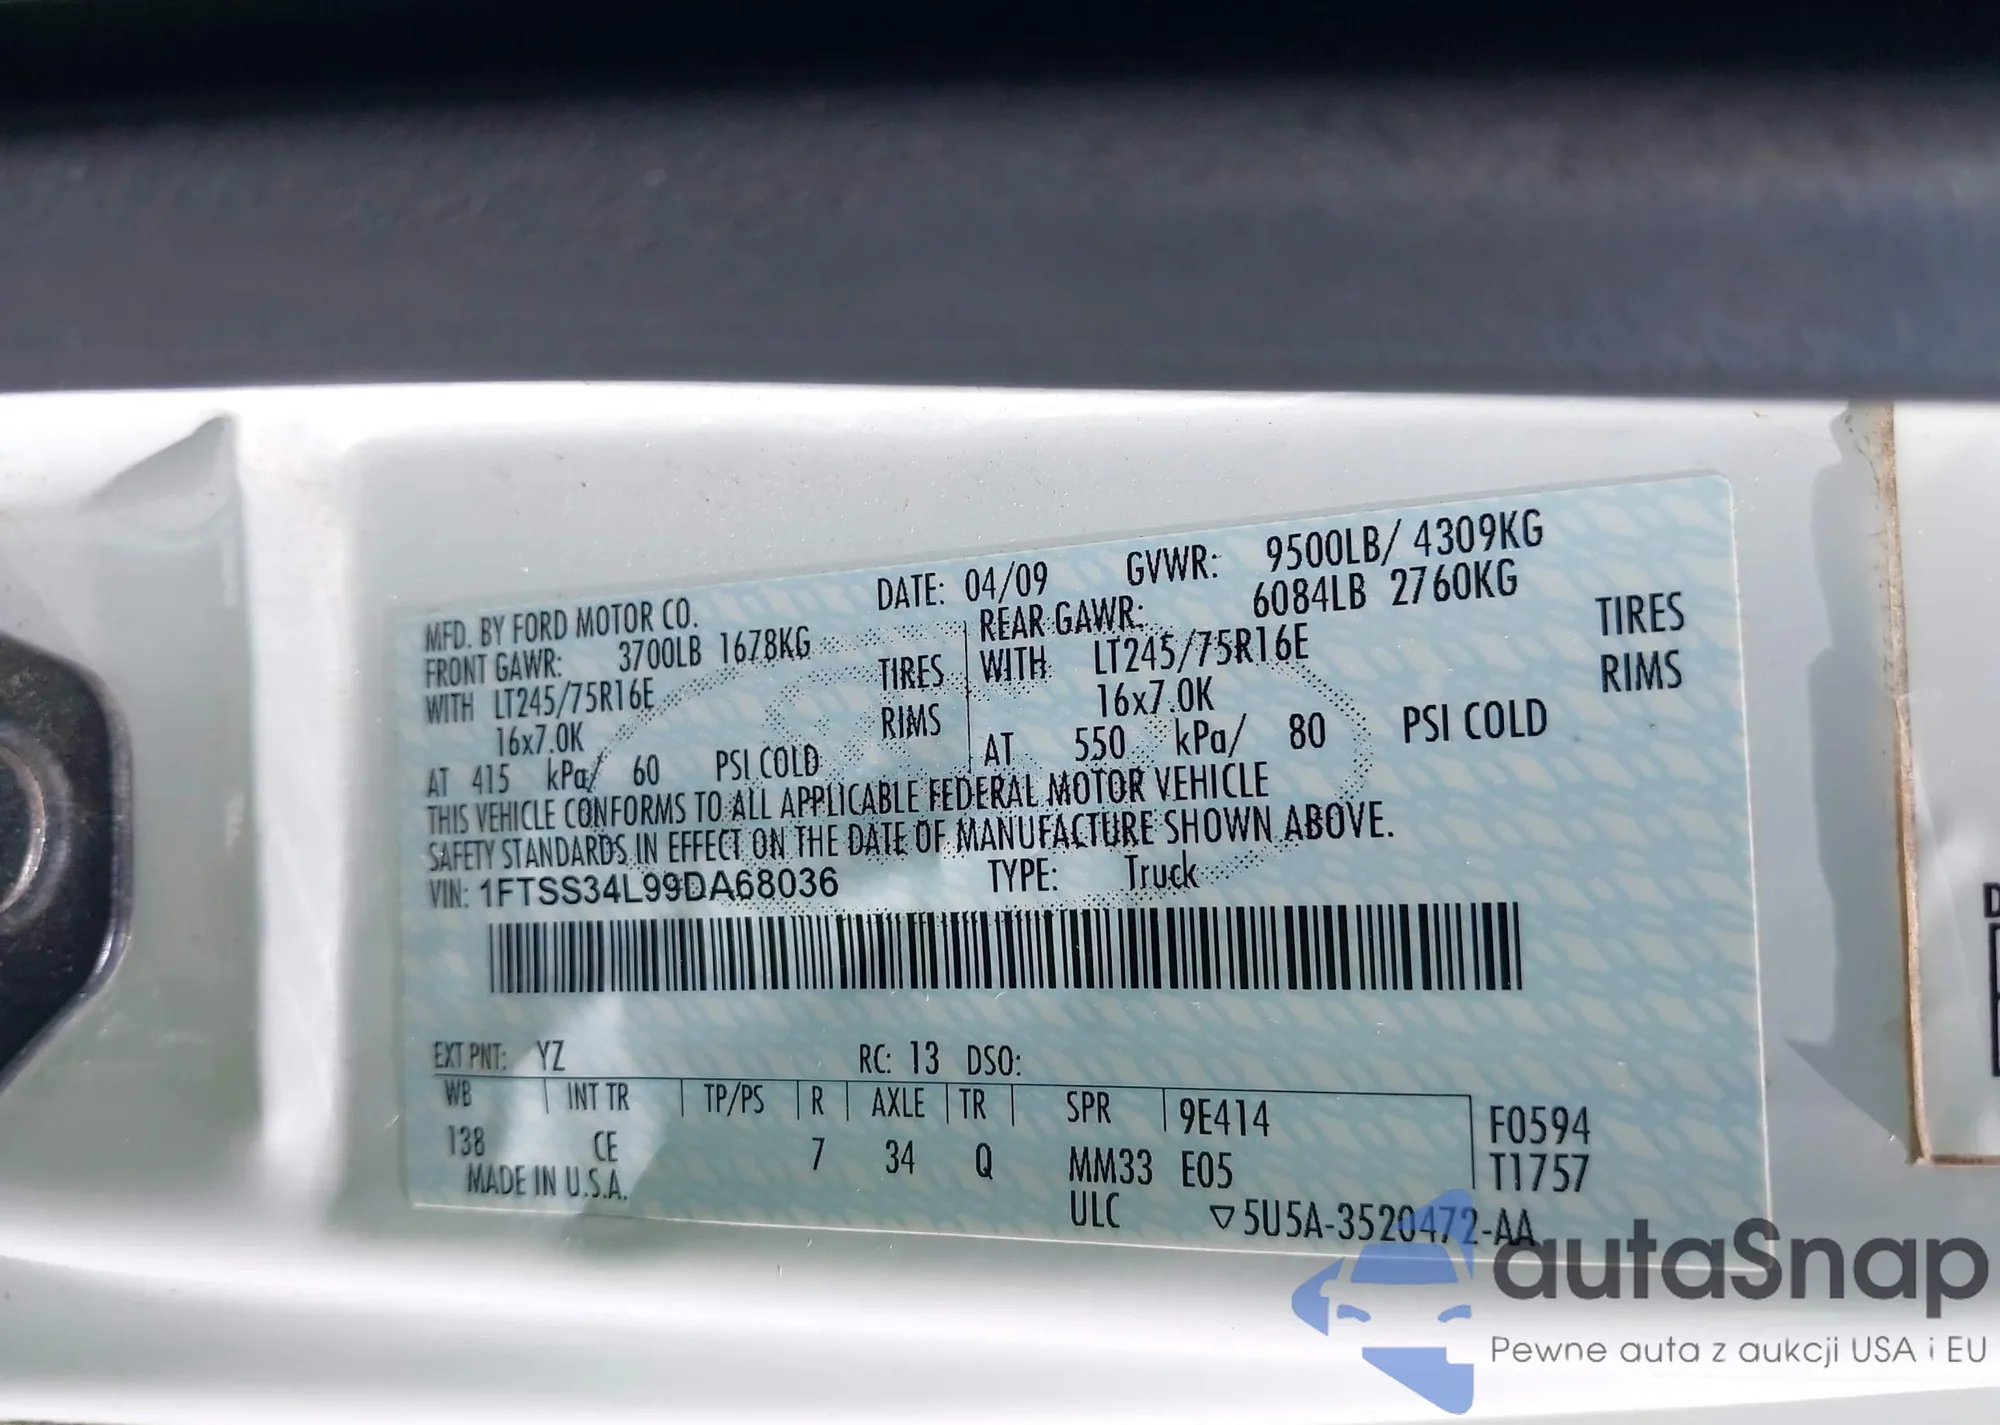 MFD. BY FORD MOTOR CO. DATE: 04/09 GVWR: 9500LB/ 4309KG
FRONT GAWR: 3700LB 1678KG REAR GAWR: 6084LB 2760KG
WITH LT245/75R16E TIRES WITH LT245/75R16E TIRES
16x7.0K RIMS 16x7.0K RIMS
AT 415 kPa/ 60 PSI COLD AT 550 kPa/ 80 PSI COLD
THIS VEHICLE CONFORMS TO ALL APPLICABLE FEDERAL MOTOR VEHICLE
SAFETY STANDARDS IN EFFECT ON THE DATE OF MANUFACTURE SHOWN ABOVE.
VIN: 1FTSS34L99DA68036 TYPE: Truck
EXT PNT: YZ RC: 13 DSO:
WB INT TR TP/PS R AXLE TR SPR 9E414 F0594
138 CE 7 34 Q MM33 E05 T1757
MADE IN U.S.A. ULC ▽5U5A-3520472-AA
D
autaSnap
Pewne auta z aukcji USA i EU